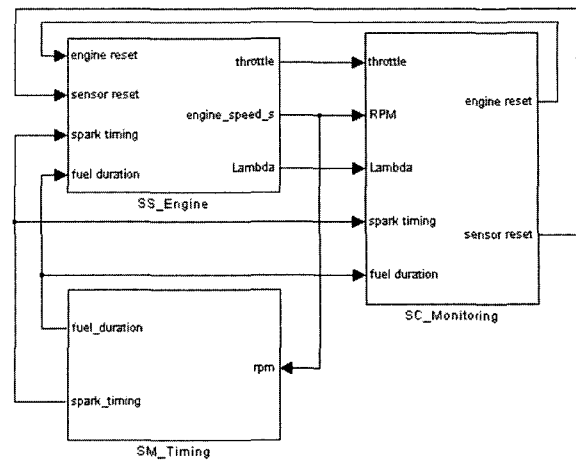 engine reset
sensor reset
spark timing
fuel duration
throttle
engine_speed_s
Lambda
SS_Engine
throttle
RPM
Lambda
spark timing
fuel duration
engine reset
sensor reset
SC_Monitoring
fuel_duration
spark_timing
rpm
SM_Timing